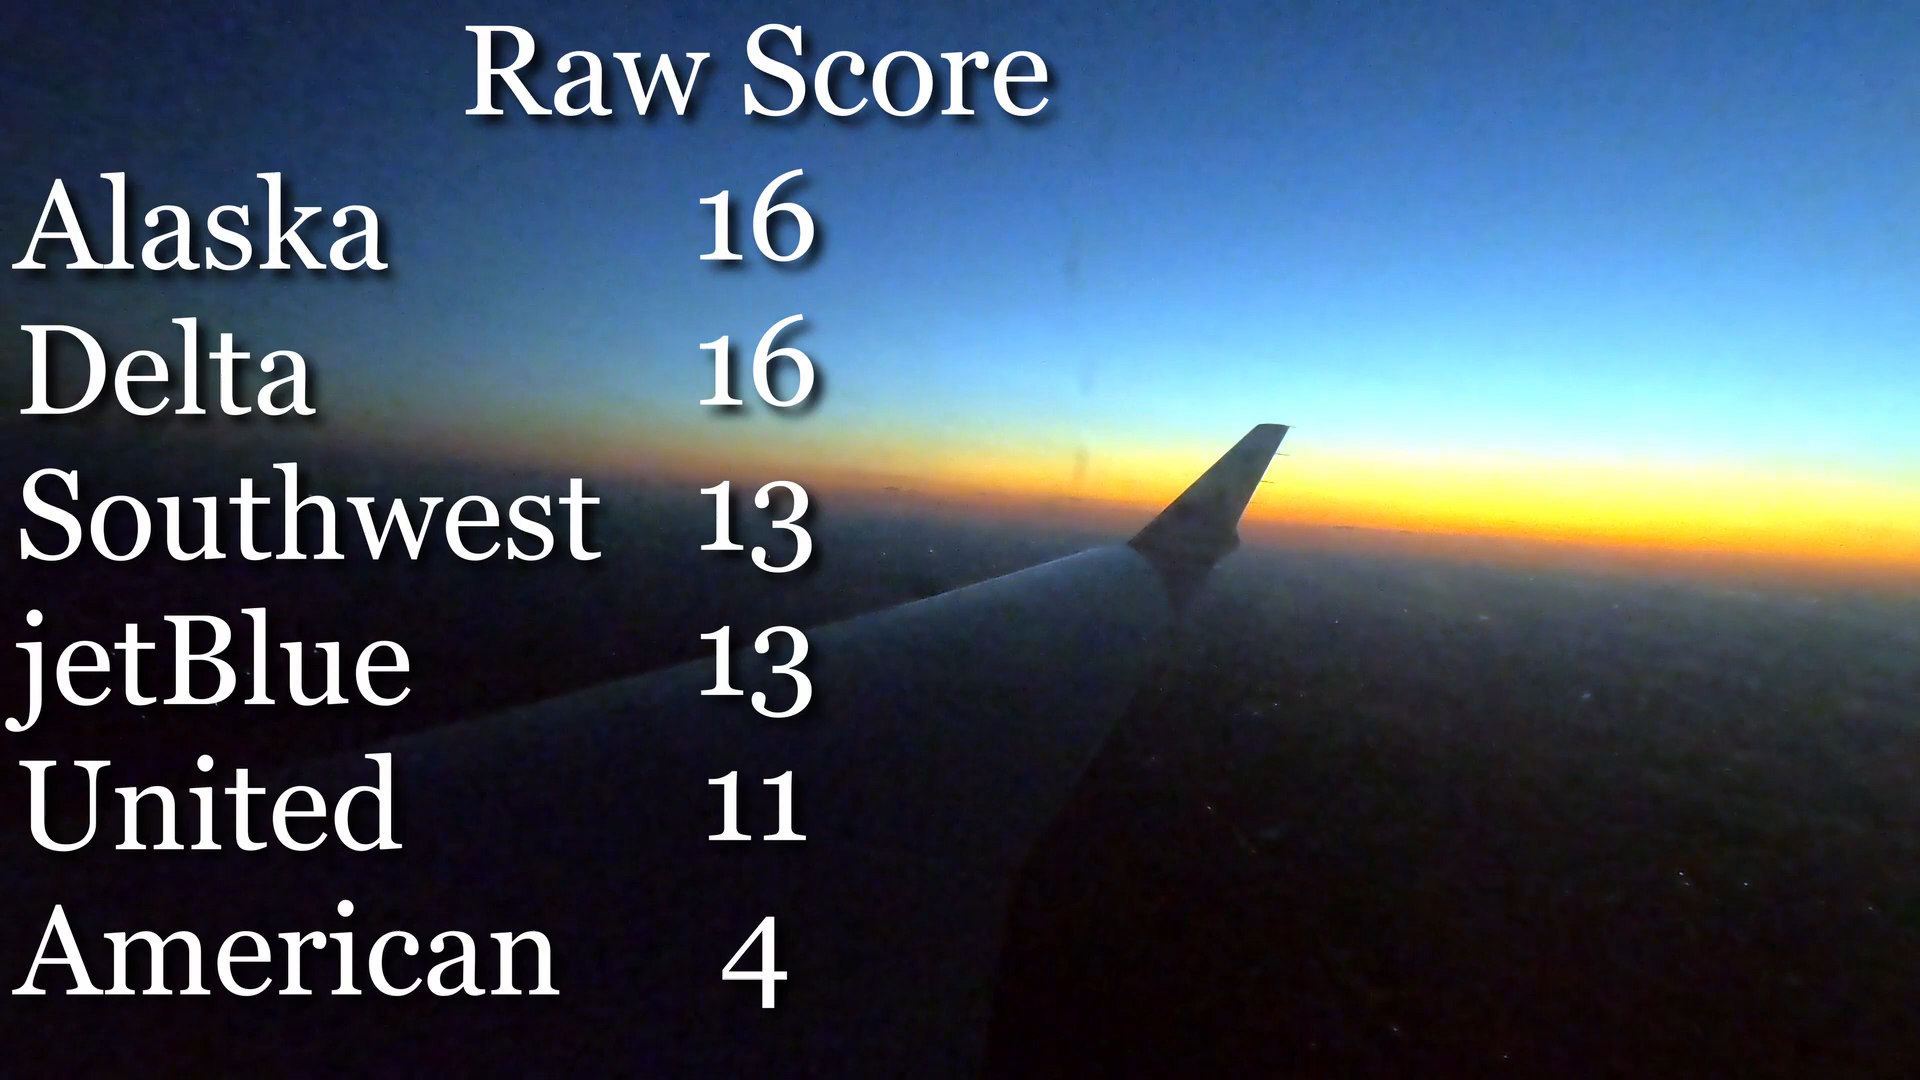 Raw Score
Alaska 16
Delta 16
Southwest 13
jetBlue 13
United 11
American 4